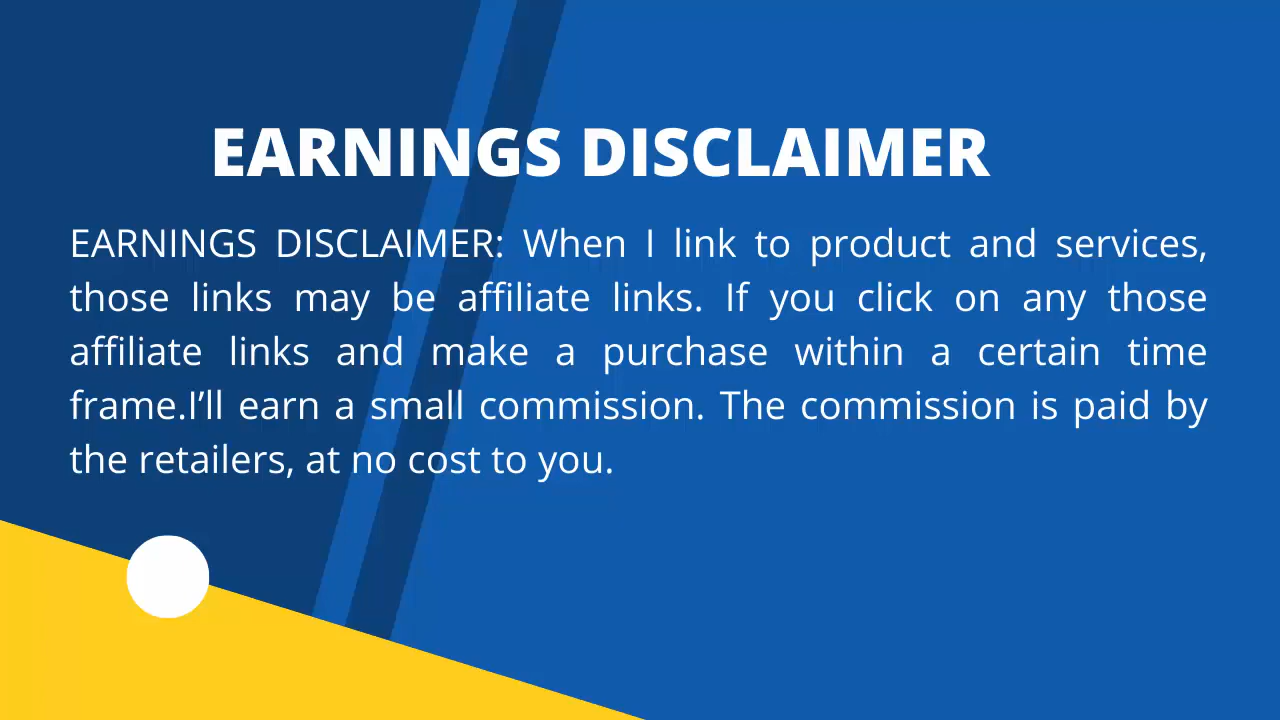 EARNINGS DISCLAIMER
EARNINGS DISCLAIMER: When I link to product and services,
those links may be affiliate links. If you click on any those
affiliate links and make a purchase within a certain time
frame.I’ll earn a small commission. The commission is paid by
the retailers, at no cost to you.